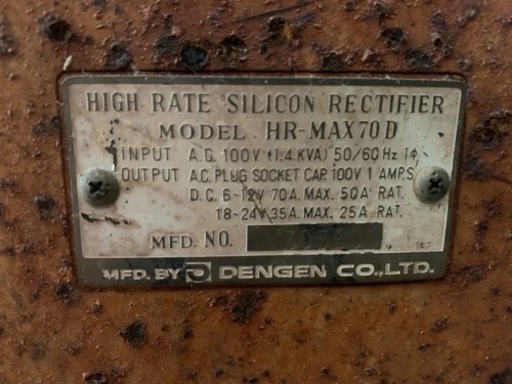 HIGH RATE SILICON RECTIFIER
MODEL HR-MAX70D
INPUT A.C. 100V (1.4 KVA) 50/60 Hz 1ϕ
OUTPUT A.C. PLUG SOCKET CAP. 100V 1 AMPS
D.C. 6-12V 70A. MAX. 50A RAT.
18-24V 35A. MAX. 25A RAT.
MFD. NO.
MFD. BY DENGEN CO.,LTD.